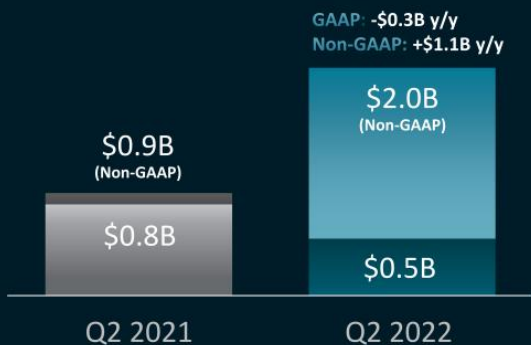 GAAP: -$0.3B y/y
Non-GAAP: +$1.1B y/y
$2.0B
(Non-GAAP)
$0.9B
(Non-GAAP)
$0.8B
$0.5B
Q2 2021
Q2 2022